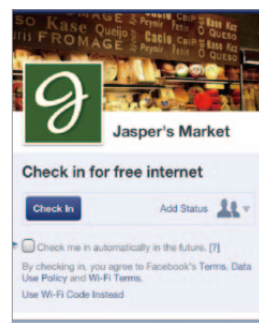 so Kase Queijo
FROMAGE
Peynir Fenn
Cacio
QUESO
Jasper's Market
Check in for free internet
Check In
Add Status
Check me in automatically in the future. [?]
By checking in, you agree to Facebook's Terms, Data
Use Policy and Wi-Fi Terms.
Use Wi-Fi Code Instead